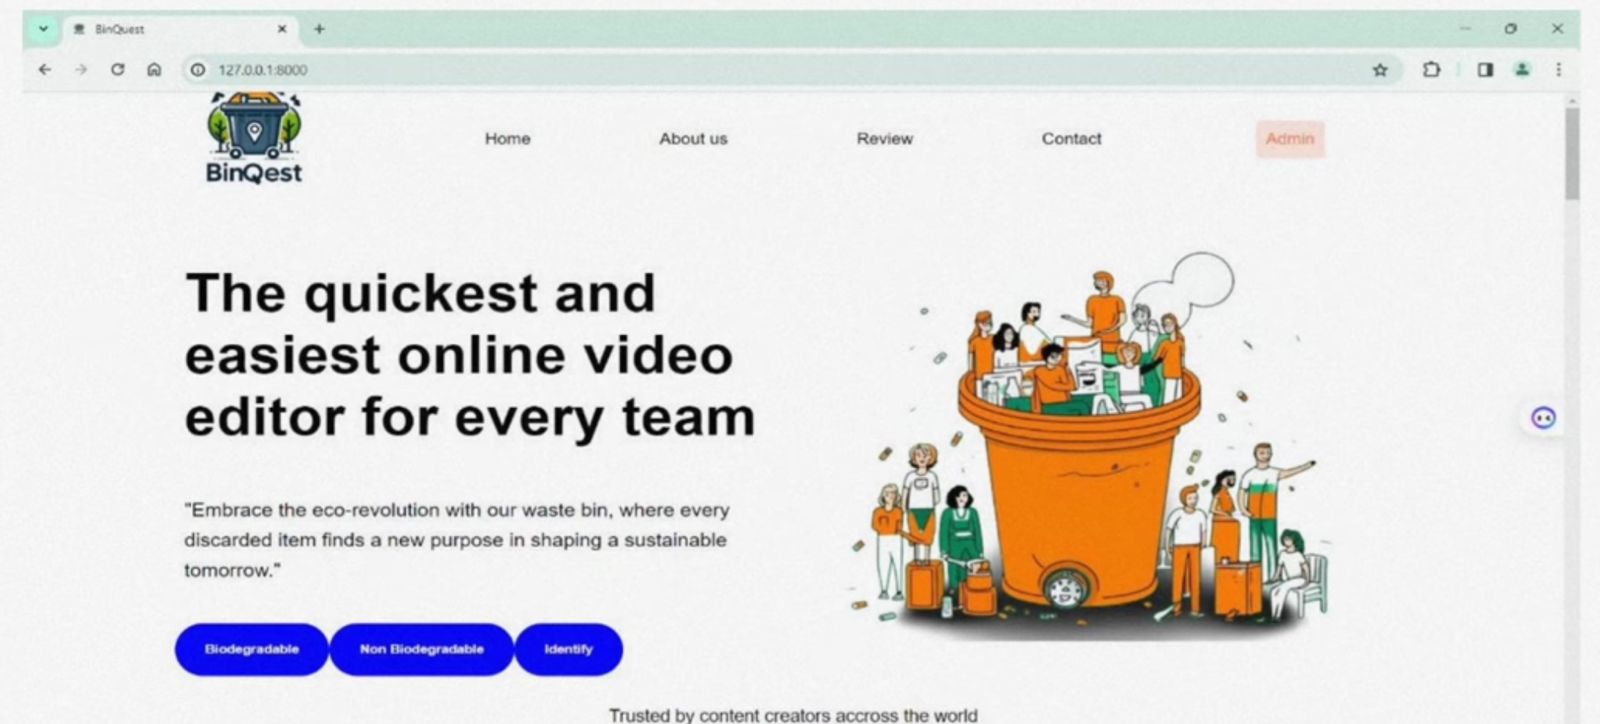 BinQuest
127.0.0.1:8000
BinQest
Home
About us
Review
Contact
Admin
The quickest and
easiest online video
editor for every team
"Embrace the eco-revolution with our waste bin, where every
discarded item finds a new purpose in shaping a sustainable
tomorrow."
Biodegradable
Non Biodegradable
Identify
Trusted by content creators accross the world